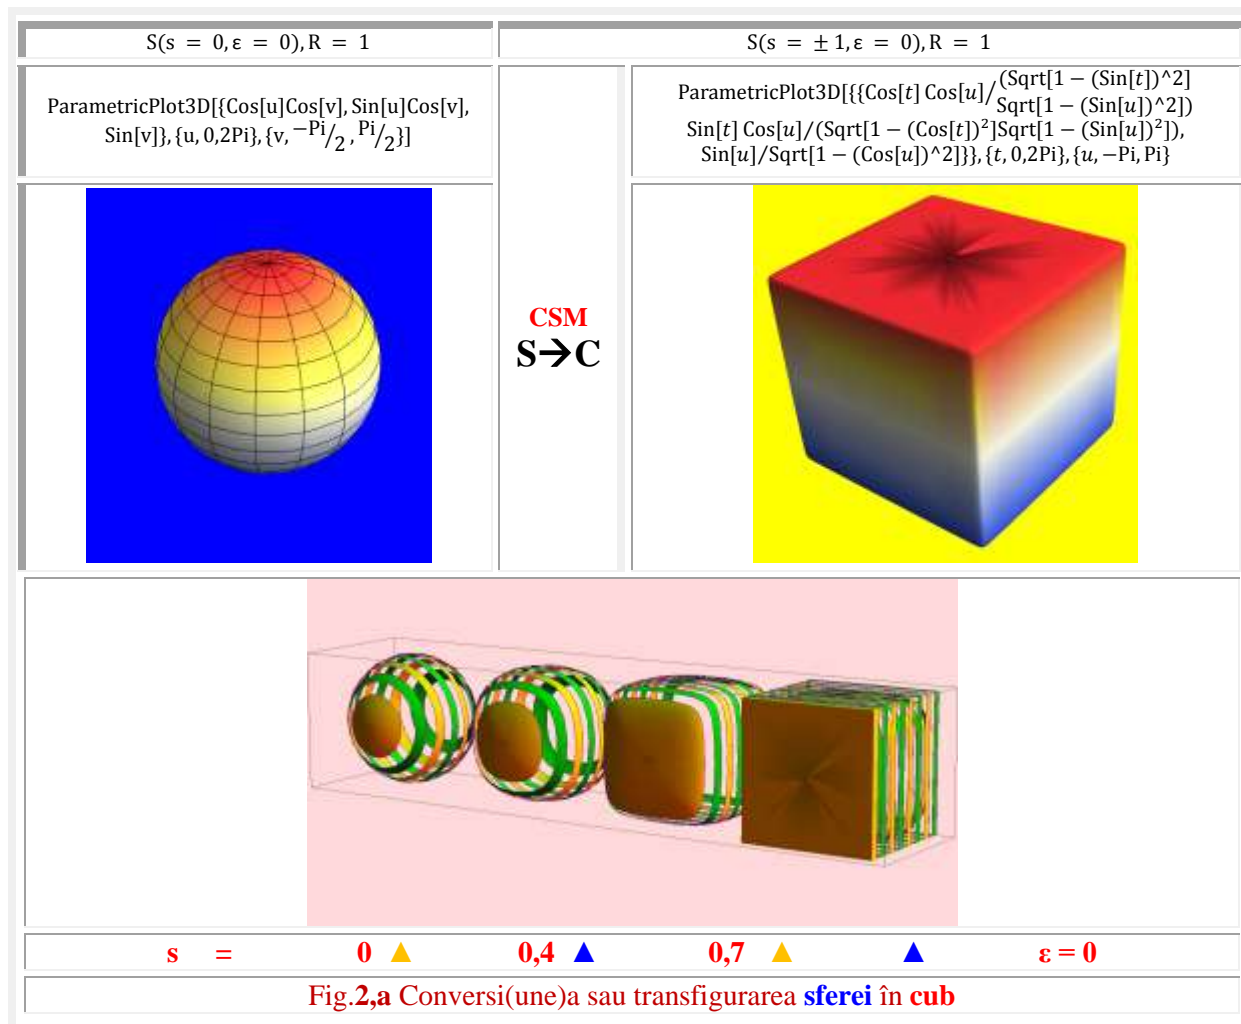 S(s = 0, ε = 0), R = 1
S(s = ± 1, ε = 0), R = 1
ParametricPlot3D[{Cos[u]Cos[v], Sin[u]Cos[v],
Sin[v]}, {u, 0,2Pi}, {v, −Pi/2 , Pi/2}]
ParametricPlot3D[{{Cos[t] Cos[u]/(Sqrt[1 − (Sin[t])^2]
Sqrt[1 − (Sin[u])^2])
Sin[t] Cos[u]/(Sqrt[1 − (Cos[t])²]Sqrt[1 − (Sin[u])²]),
Sin[u]/Sqrt[1 − (Cos[u])^2]}}, {t, 0,2Pi}, {u, −Pi, Pi}
CSM
S→C
s = 0 ▲ 0,4 ▲ 0,7 ▲ ▲ ε = 0
Fig.2,a Conversi(une)a sau transfigurarea sferei în cub